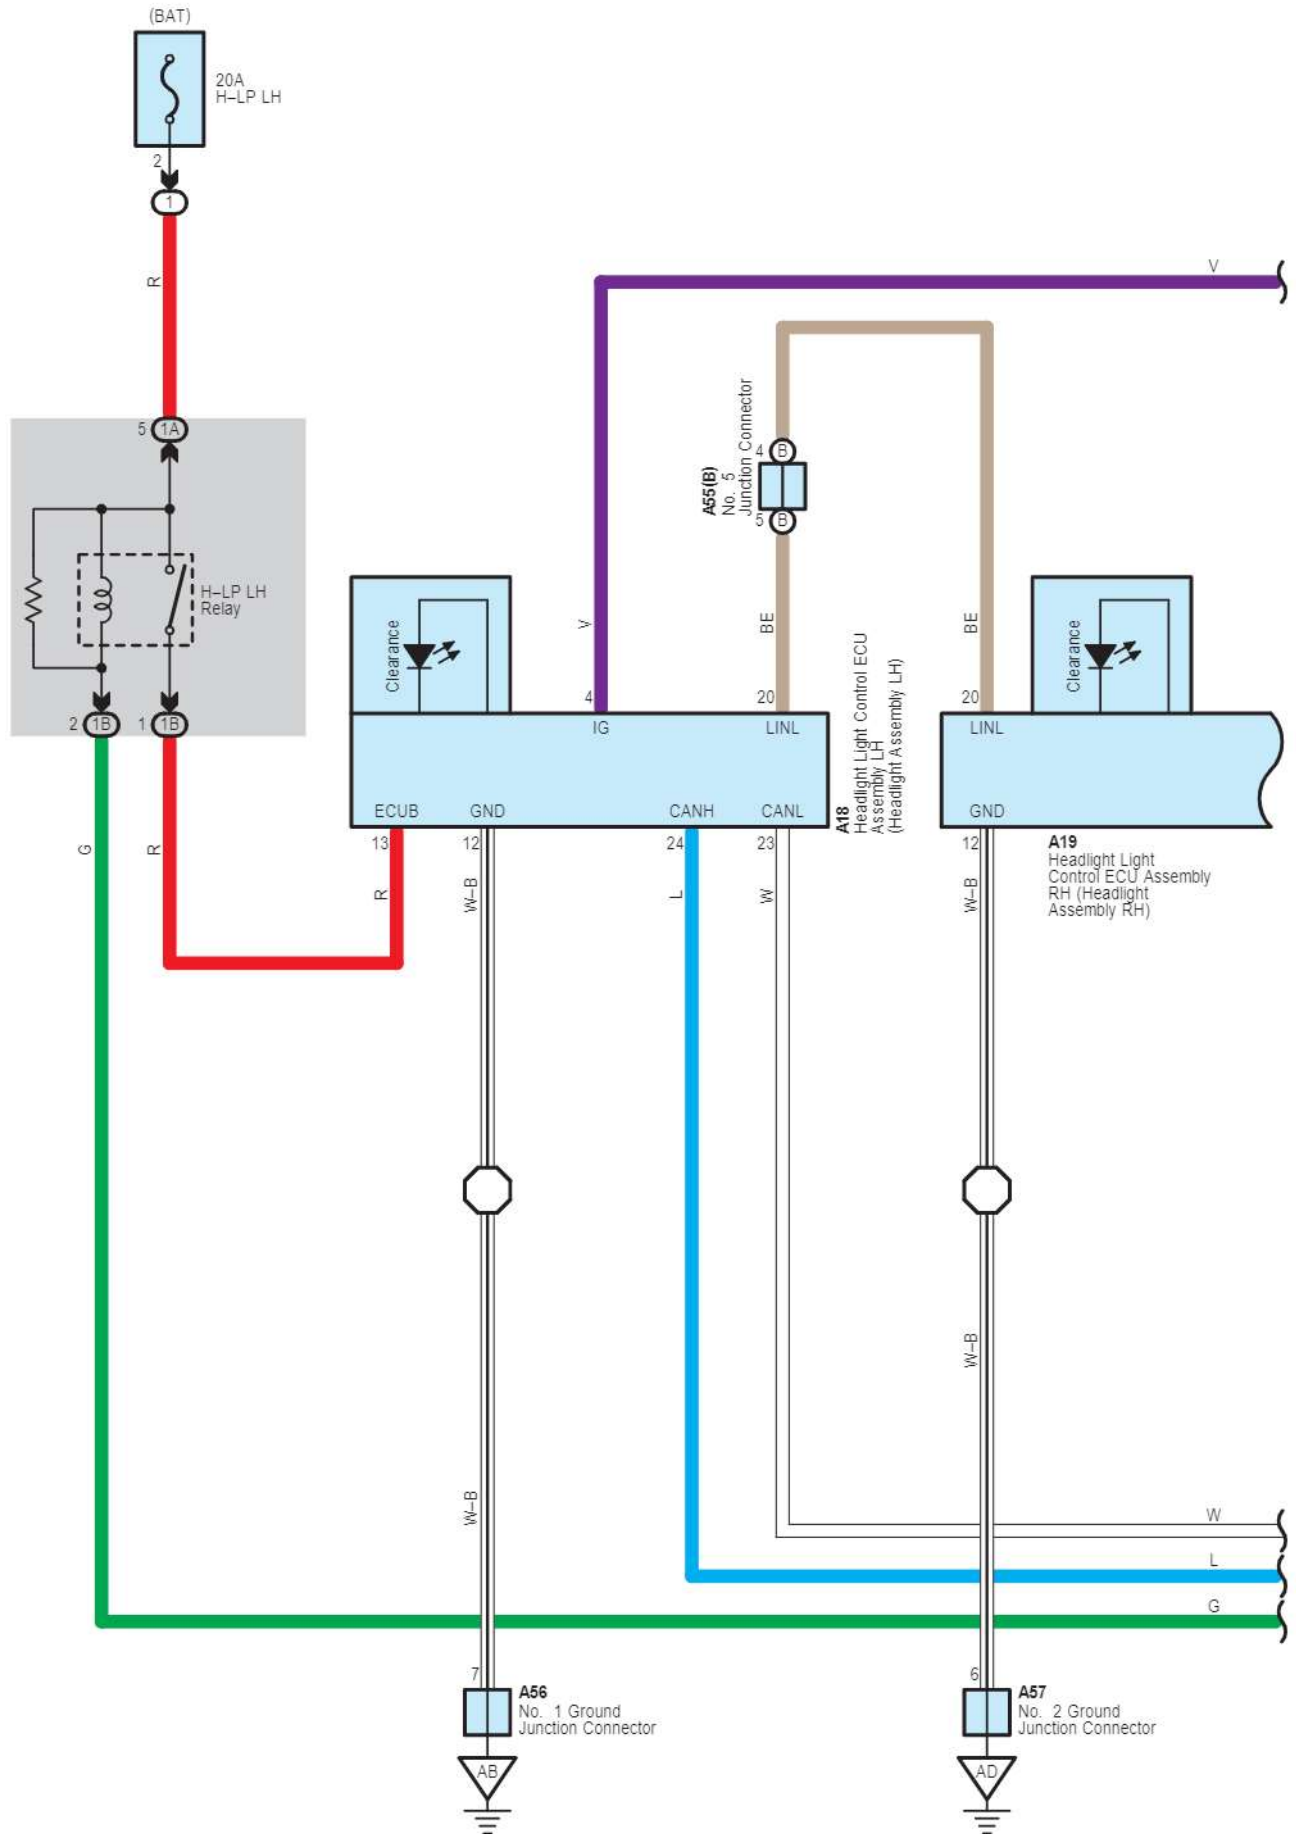 (BAT)
20A
H–LP LH
2
1
R
V
5
1A
H–LP LH
Relay
2
1B
1
1B
A55(B)
No. 5
Junction Connector
4
B
5
B
Clearance
V
4
IG
BE
20
LINL
BE
20
LINL
Clearance
ECUB
GND
CANH
CANL
GND
A18
Headlight Light Control ECU
Assembly LH
(Headlight Assembly LH)
A19
Headlight Light
Control ECU Assembly
RH (Headlight
Assembly RH)
13
12
24
23
12
G
R
R
W–B
L
W
W–B
W–B
W–B
W
L
G
7
A56
No. 1 Ground
Junction Connector
AB
6
A57
No. 2 Ground
Junction Connector
AD